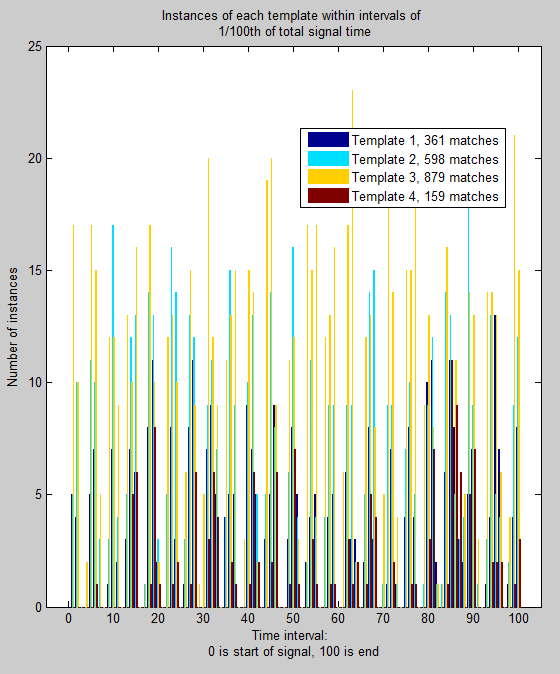 Instances of each template within intervals of
1/100th of total signal time
25
20
15
10
5
0
Number of instances
Template 1, 361 matches
Template 2, 598 matches
Template 3, 879 matches
Template 4, 159 matches
0 10 20 30 40 50 60 70 80 90 100
Time interval:
0 is start of signal, 100 is end